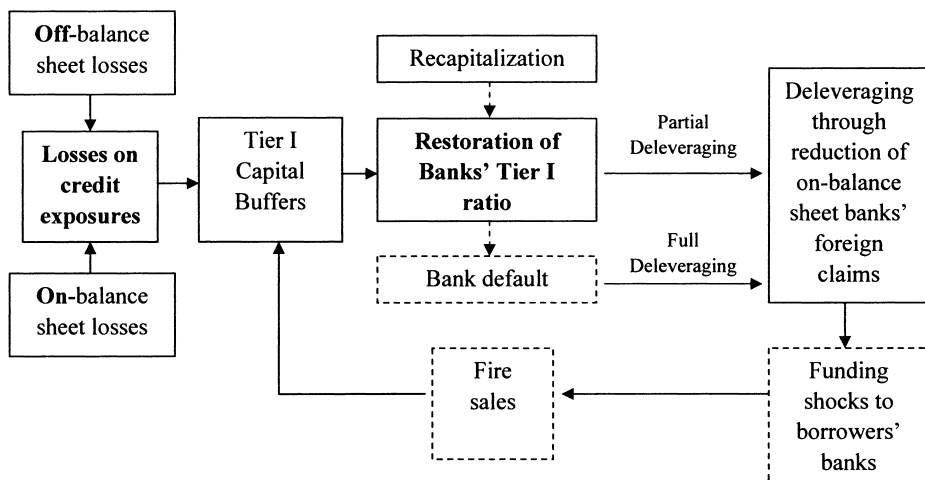 Off-balance
sheet losses
Losses on
credit
exposures
On-balance
sheet losses
Tier I
Capital
Buffers
Recapitalization
Restoration of
Banks' Tier I
ratio
Bank default
Partial
Deleveraging
Full
Deleveraging
Deleveraging
through
reduction of
on-balance
sheet banks'
foreign
claims
Fire
sales
Funding
shocks to
borrowers'
banks